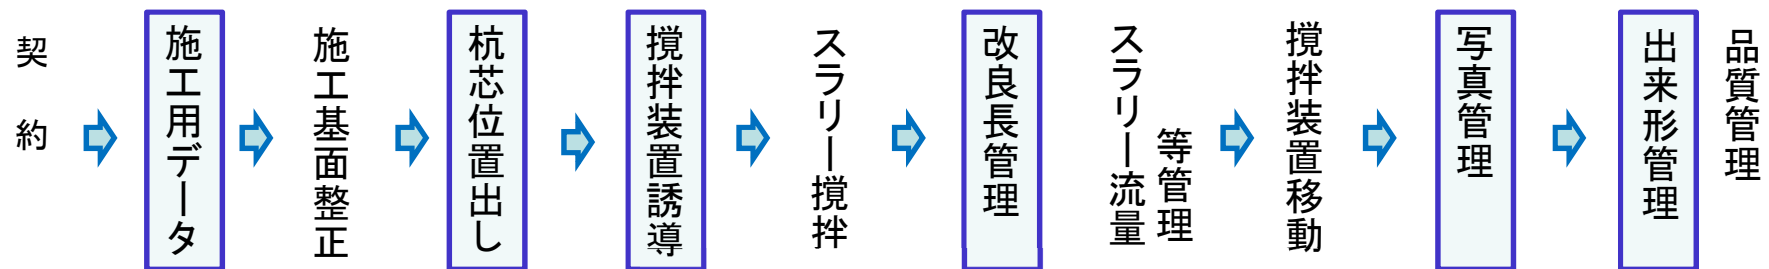 契約
施工用データ
施工基面整正
杭芯位置出し
撹拌装置誘導
スラリー撹拌
改良長管理
スラリー流量
等管理
撹拌装置移動
写真管理
出来形管理
品質管理